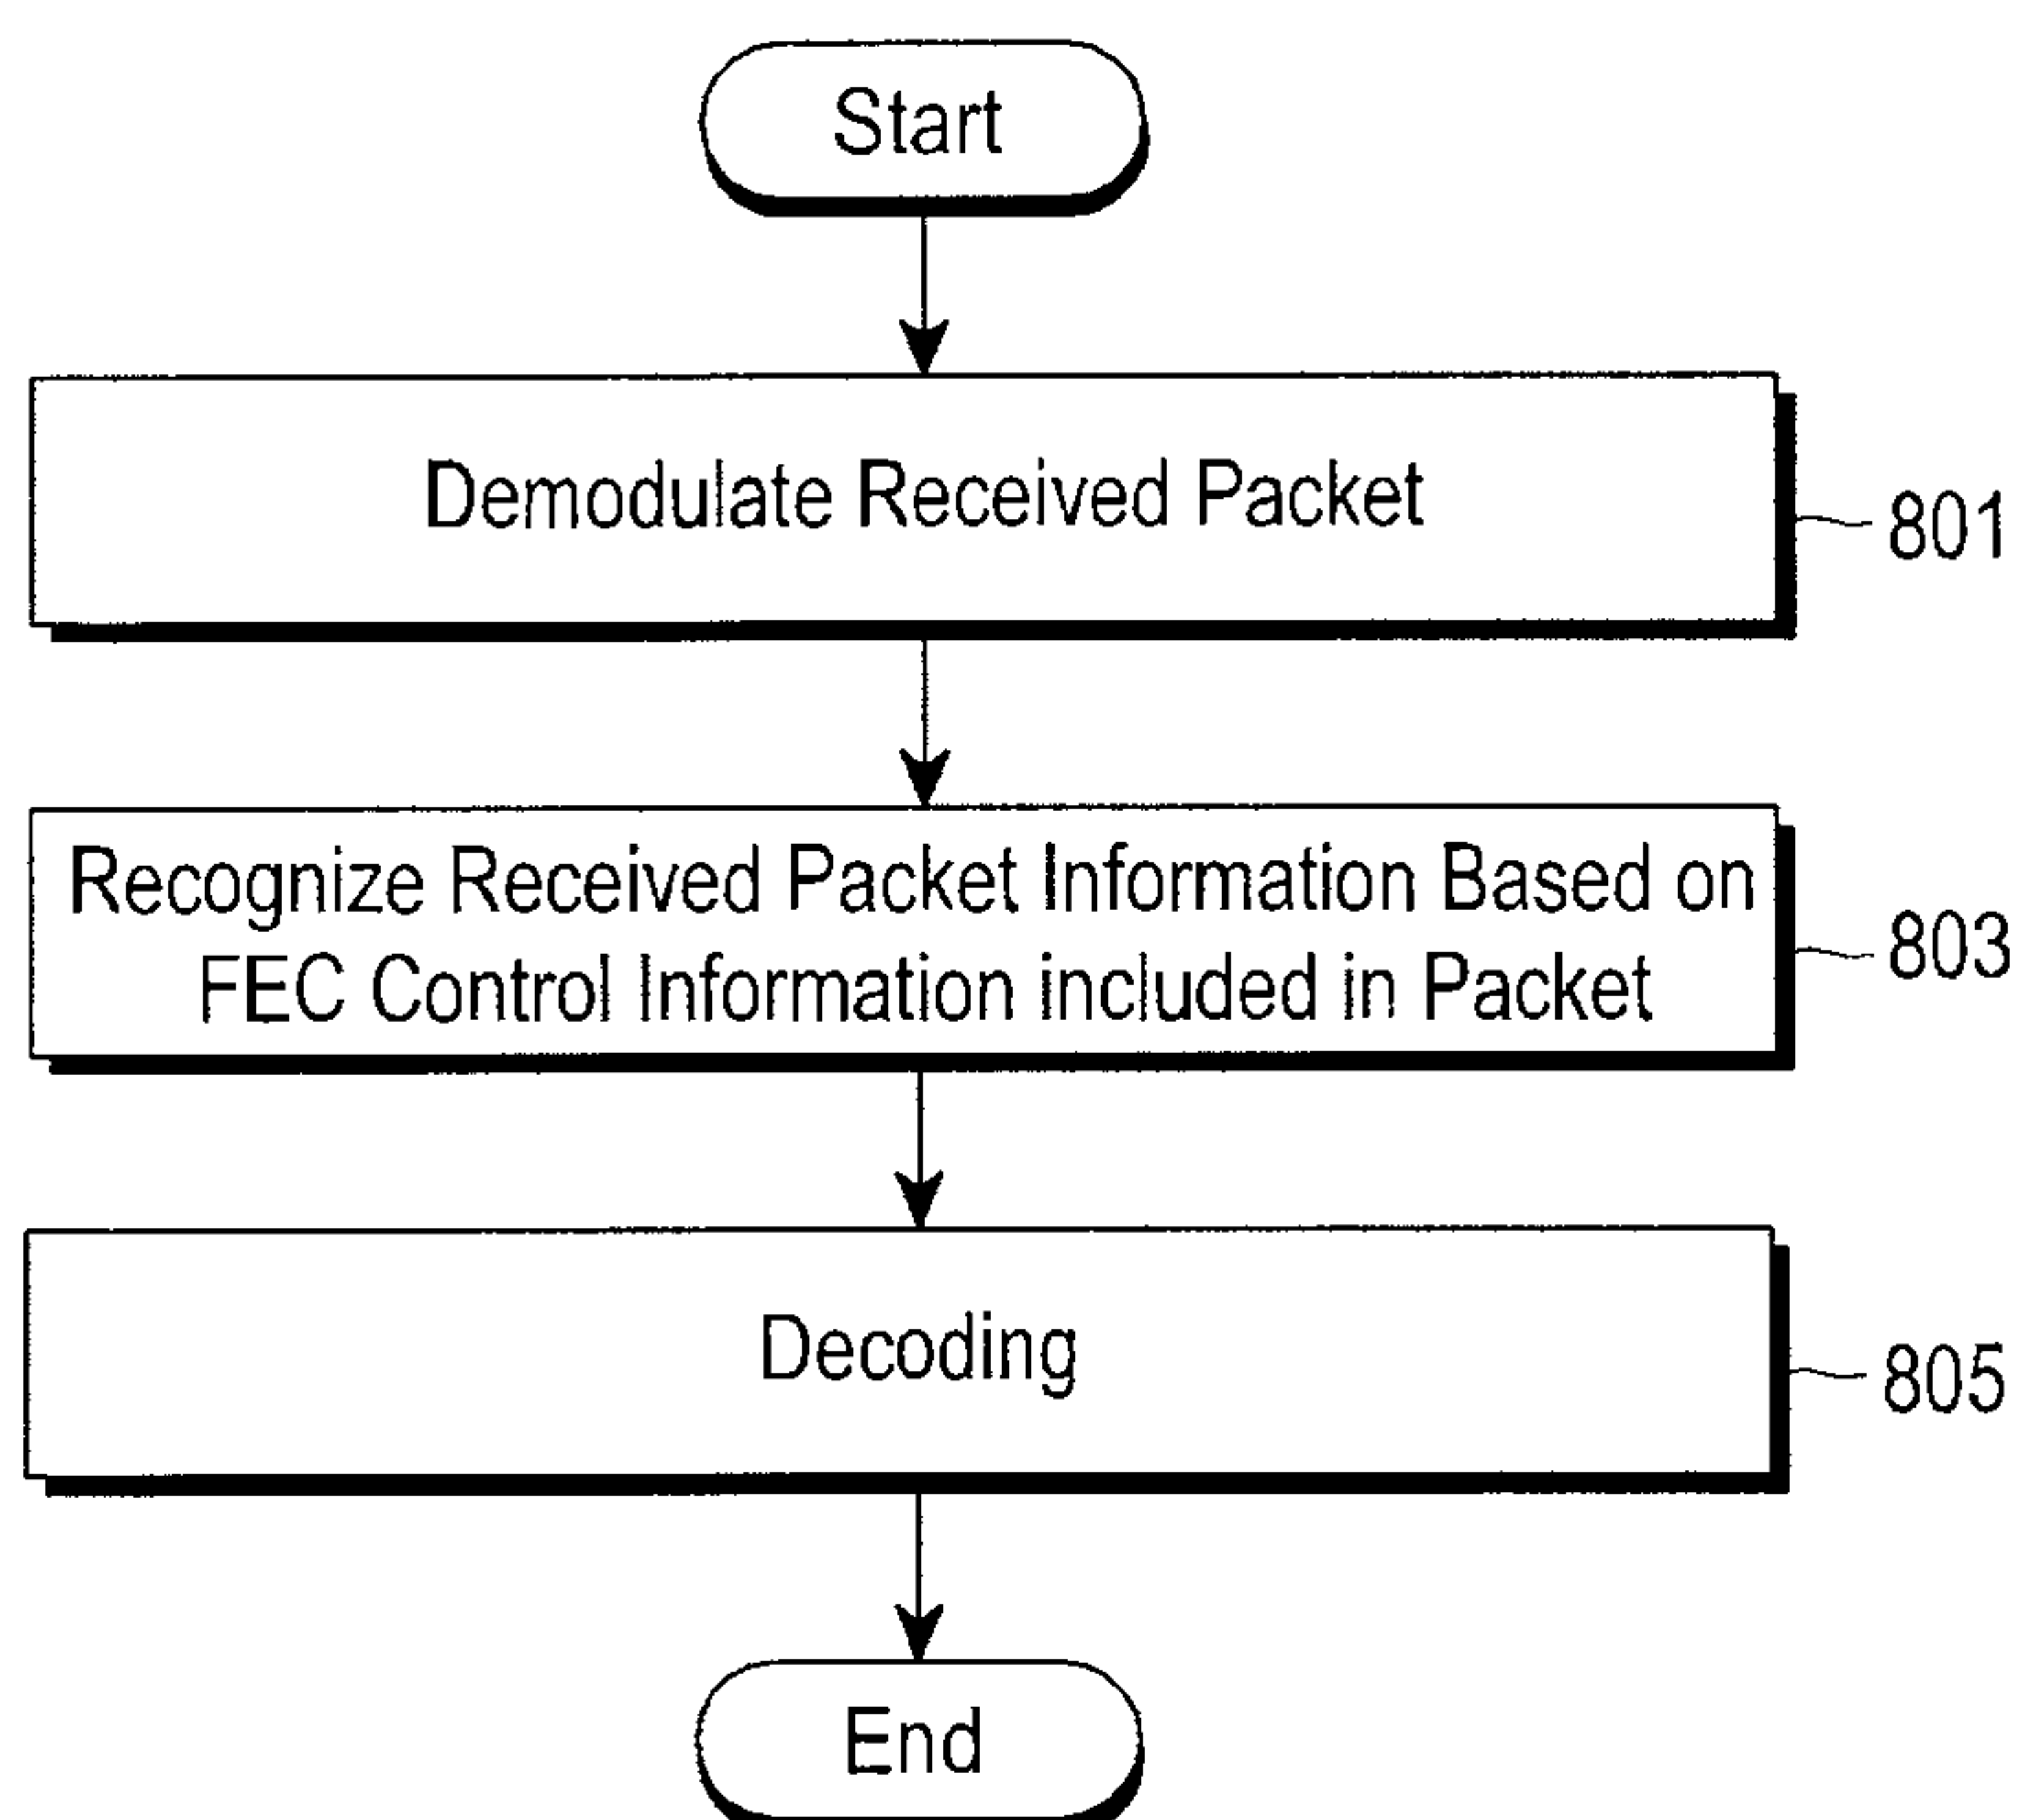 Start
Demodulate Received Packet
801
Recognize Received Packet Information Based on
FEC Control Information included in Packet
803
Decoding
805
End